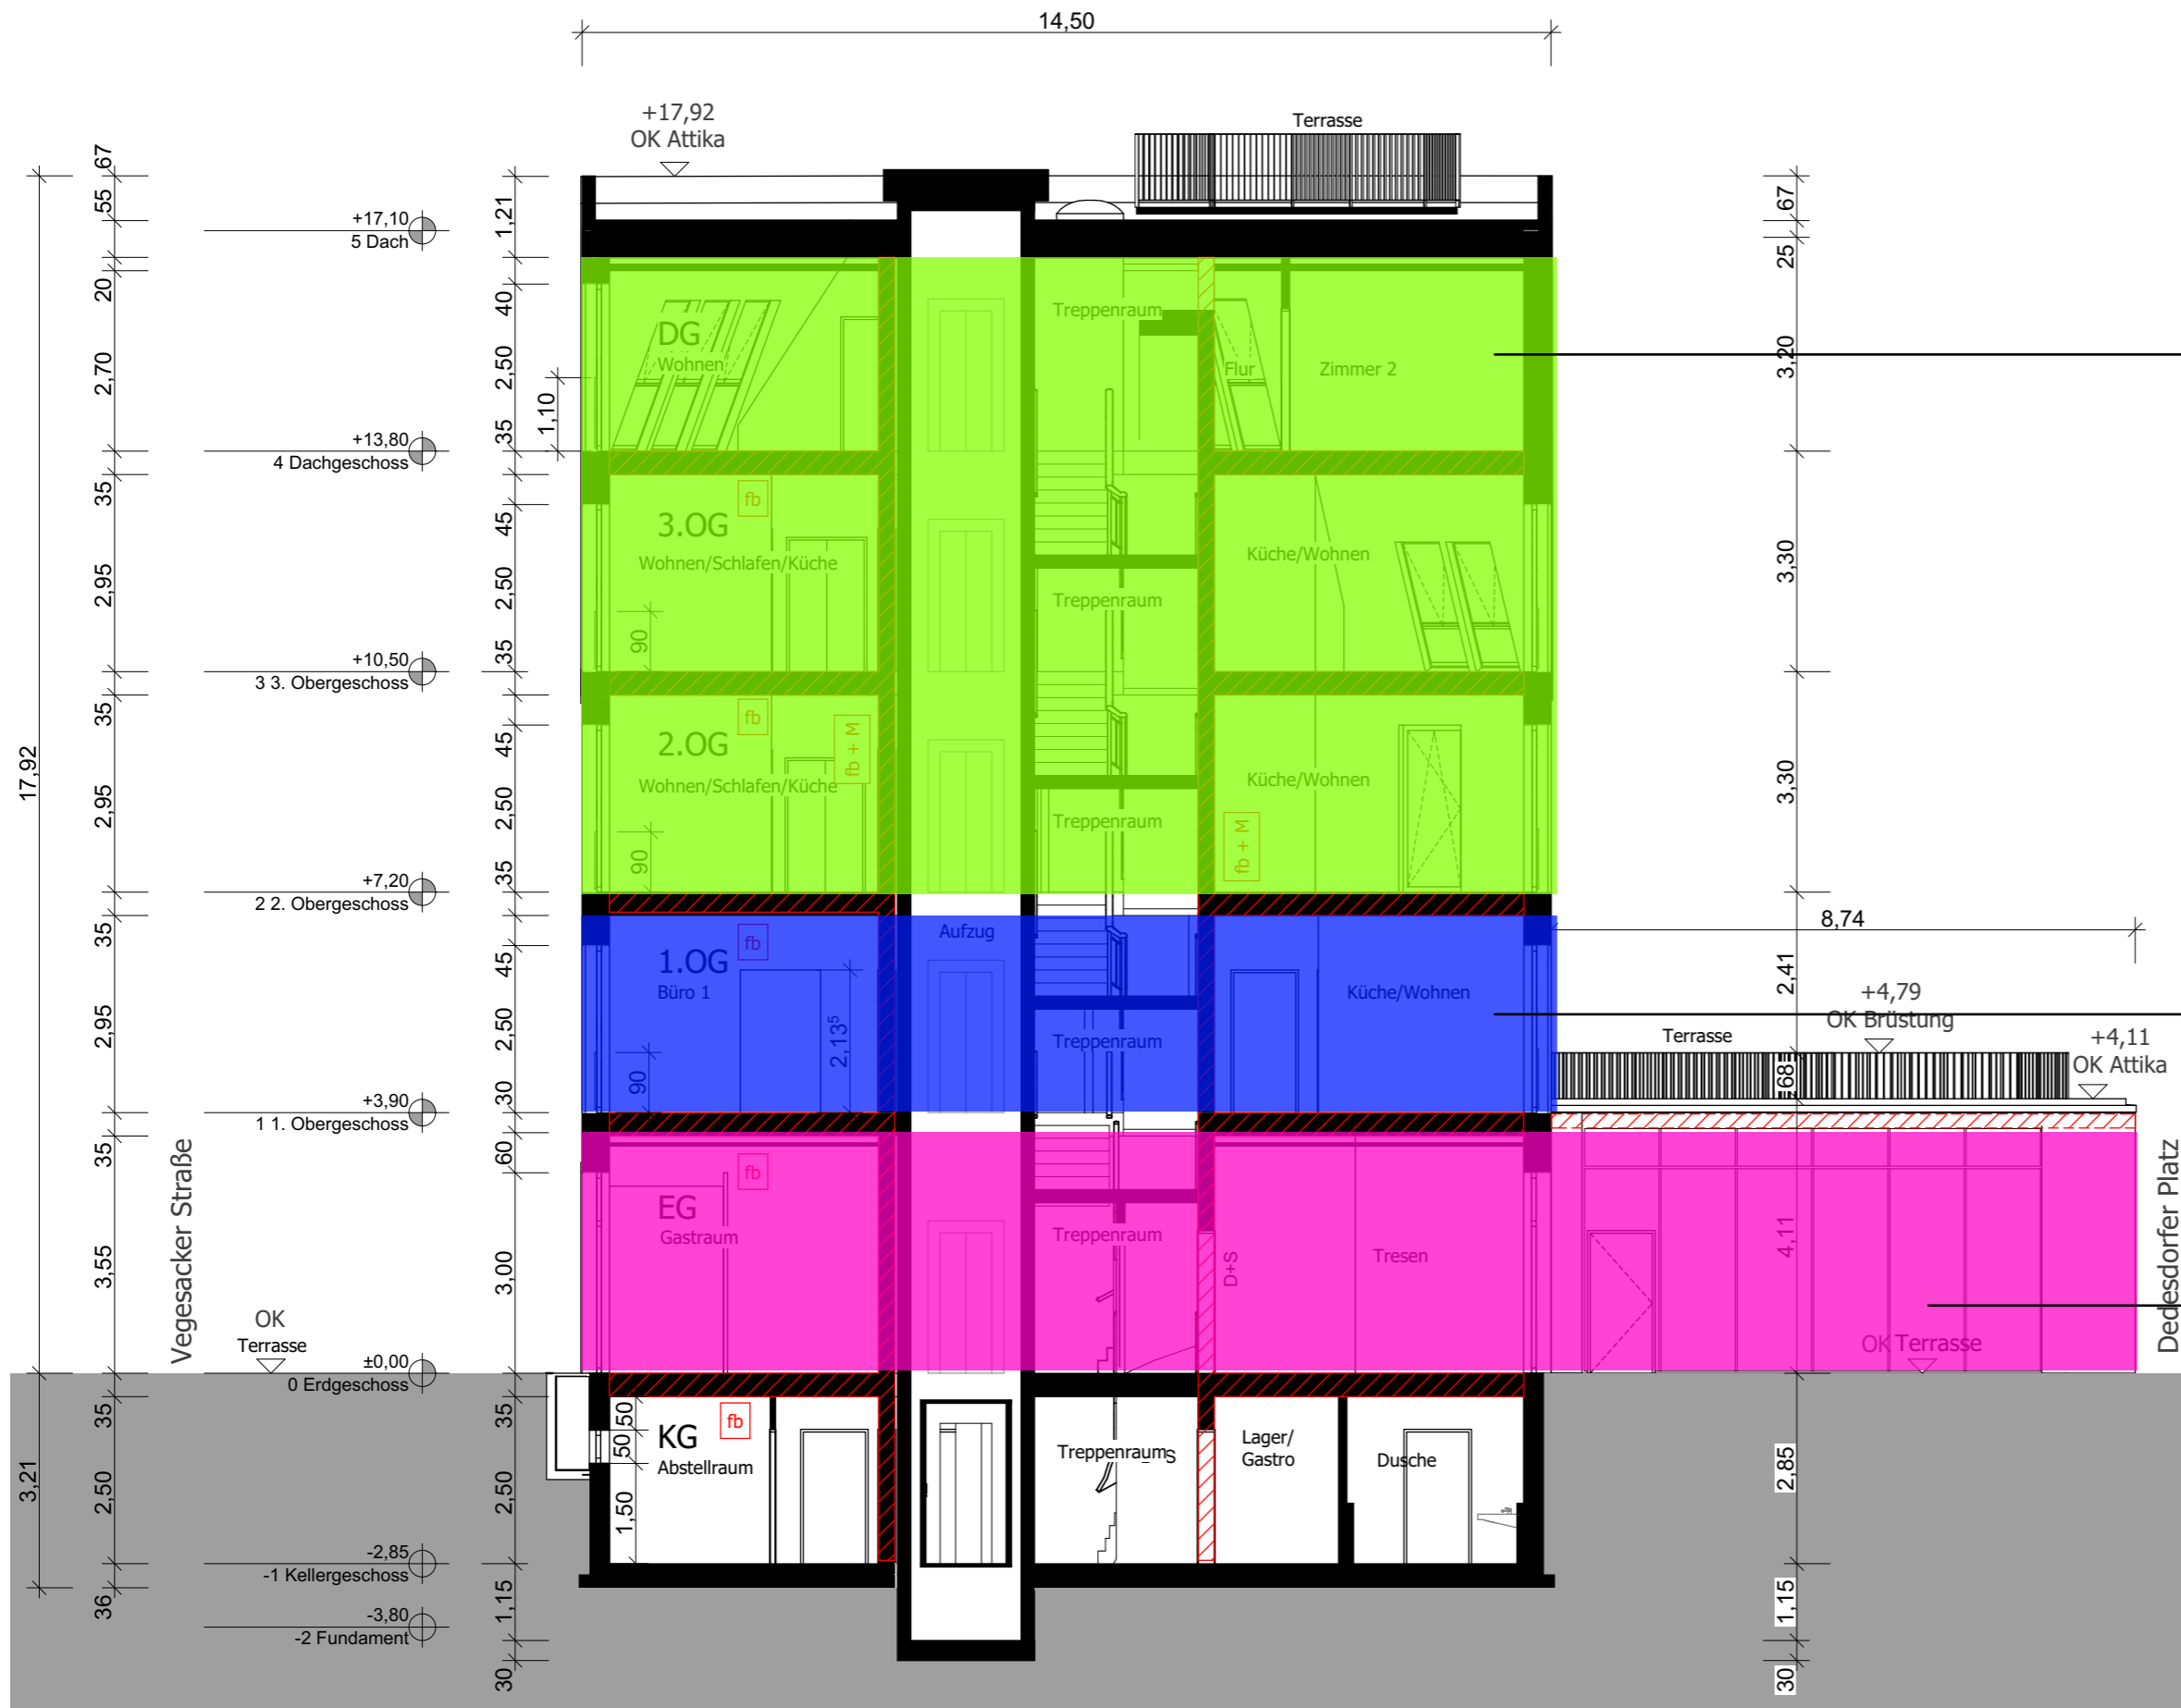 14,50
+17,92
OK Attika
Terrasse
67
55
20
2,70
35
2,95
35
2,95
35
2,95
35
3,55
35
2,50
36
17,92
3,21
+17,10
5 Dach
+13,80
4 Dachgeschoss
+10,50
3 3. Obergeschoss
+7,20
2 2. Obergeschoss
+3,90
1 1. Obergeschoss
±0,00
0 Erdgeschoss
-2,85
-1 Kellergeschoss
-3,80
-2 Fundament
Vegesacker Straße
OK
Terrasse
1,21
40
2,50
35
1,10
45
2,50
35
45
2,50
35
45
2,50
30
60
3,00
35
2,50
1,15
30
DG
Wohnen
Treppenraum
Flur
Zimmer 2
3.OG
fb
Wohnen/Schlafen/Küche
90
Treppenraum
Küche/Wohnen
2.OG
fb
fb + M
Wohnen/Schlafen/Küche
90
Treppenraum
fb + M
Küche/Wohnen
1.OG
fb
Büro 1
90
2,13⁵
Aufzug
Treppenraum
Küche/Wohnen
EG
fb
Gastraum
Treppenraum
D+S
Tresen
KG
fb
Abstellraum
50
50
1,50
Treppenraum
S
Lager/
Gastro
Dusche
67
25
3,20
3,30
3,30
2,41
68⁵
4,11
2,85
1,15
30
8,74
+4,79
OK Brüstung
Terrasse
+4,11
OK Attika
OK Terrasse
Dedesdorfer Platz